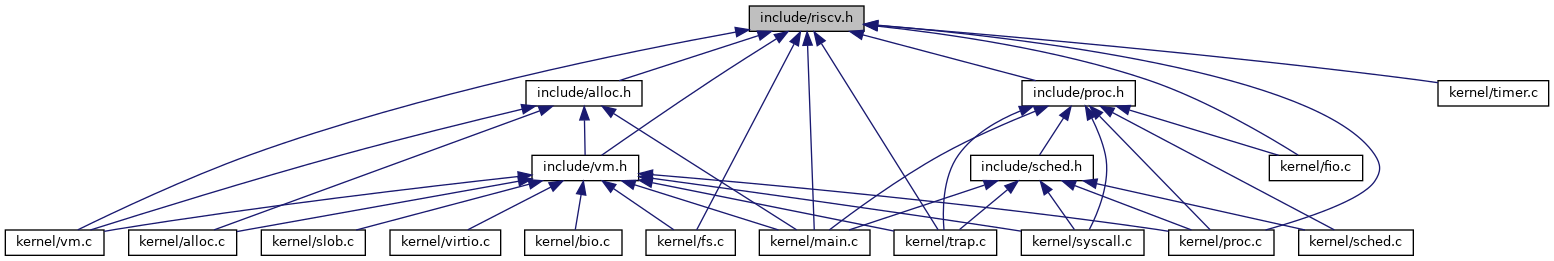 include/riscv.h
include/alloc.h
include/proc.h
kernel/timer.c
include/vm.h
include/sched.h
kernel/fio.c
kernel/vm.c
kernel/alloc.c
kernel/slob.c
kernel/virtio.c
kernel/bio.c
kernel/fs.c
kernel/main.c
kernel/trap.c
kernel/syscall.c
kernel/proc.c
kernel/sched.c